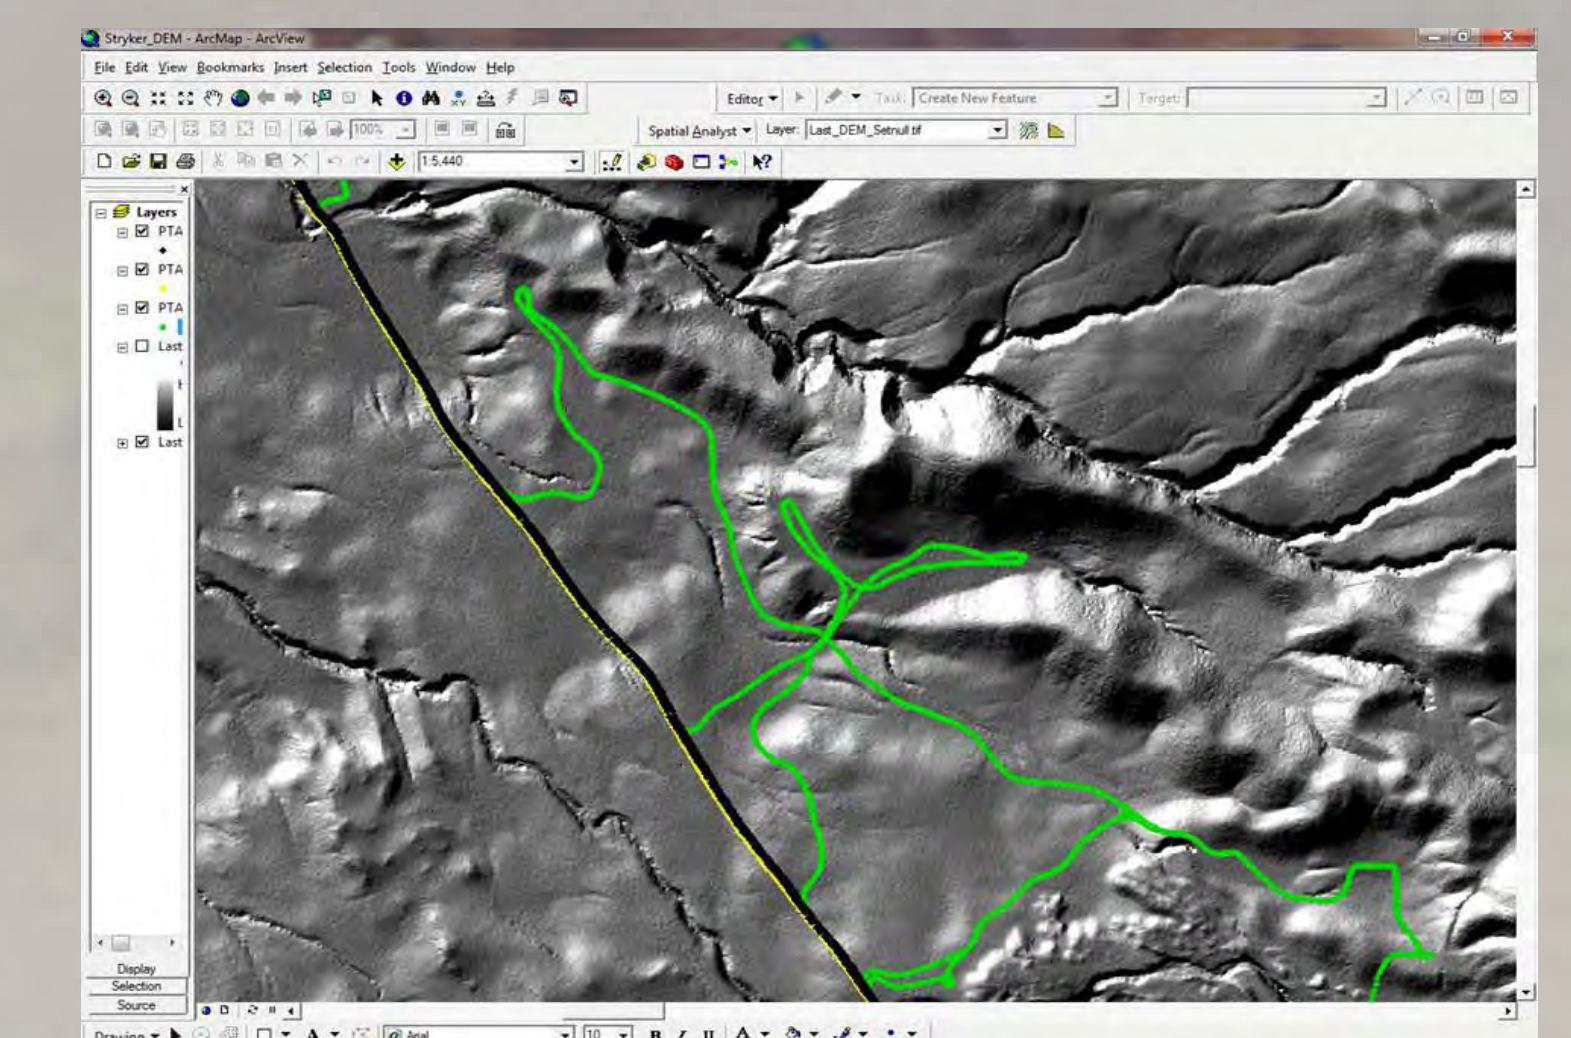 Stryker_DEM - ArcMap - ArcView
File Edit View Bookmarks Insert Selection Tools Window Help
Editor Task: Create New Feature Target:
100% Spatial Analyst Layer: Last_DEM_Setnull.tif
1:5,440
Layers
PTA
PTA
PTA
Last
H
L
Last
Display
Selection
Source
Drawing A Arial 10 B I U A